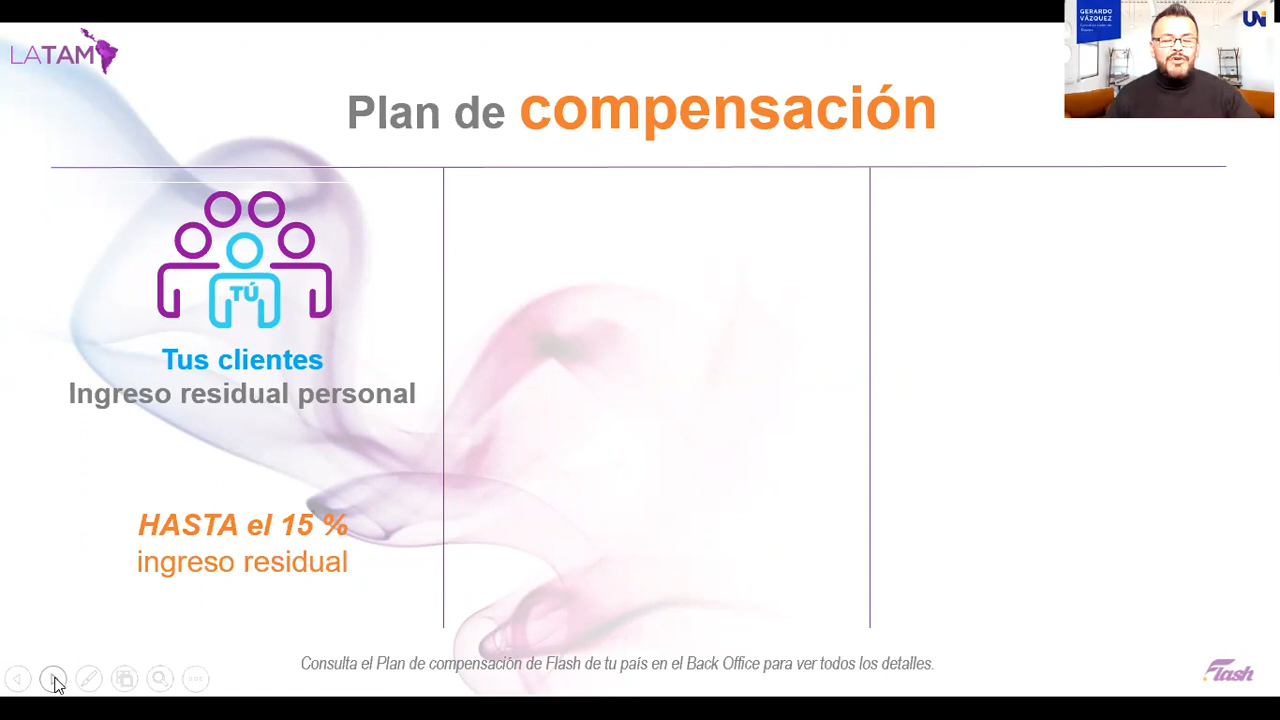 LATAM
GERARDO
VÁZQUEZ
UNi
Plan de compensación
TÚ
Tus clientes
Ingreso residual personal
HASTA el 15 %
ingreso residual
Consulta el Plan de compensación de Flash de tu país en el Back Office para ver todos los detalles.
Flash